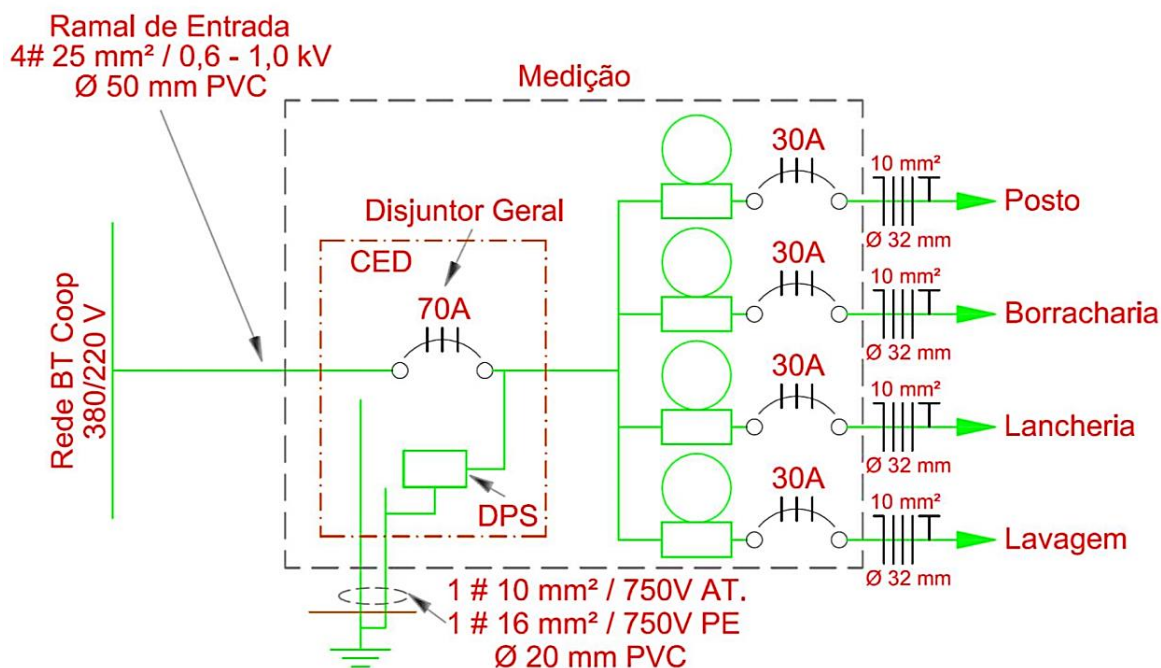 Ramal de Entrada
4# 25 mm² / 0,6 - 1,0 kV
Ø 50 mm PVC
Medição
Rede BT Coop
380/220 V
Disjuntor Geral
CED
70A
DPS
30A
10 mm²
Ø 32 mm
Posto
30A
10 mm²
Ø 32 mm
Borracharia
30A
10 mm²
Ø 32 mm
Lancheria
30A
10 mm²
Ø 32 mm
Lavagem
1 # 10 mm² / 750V AT.
1 # 16 mm² / 750V PE
Ø 20 mm PVC